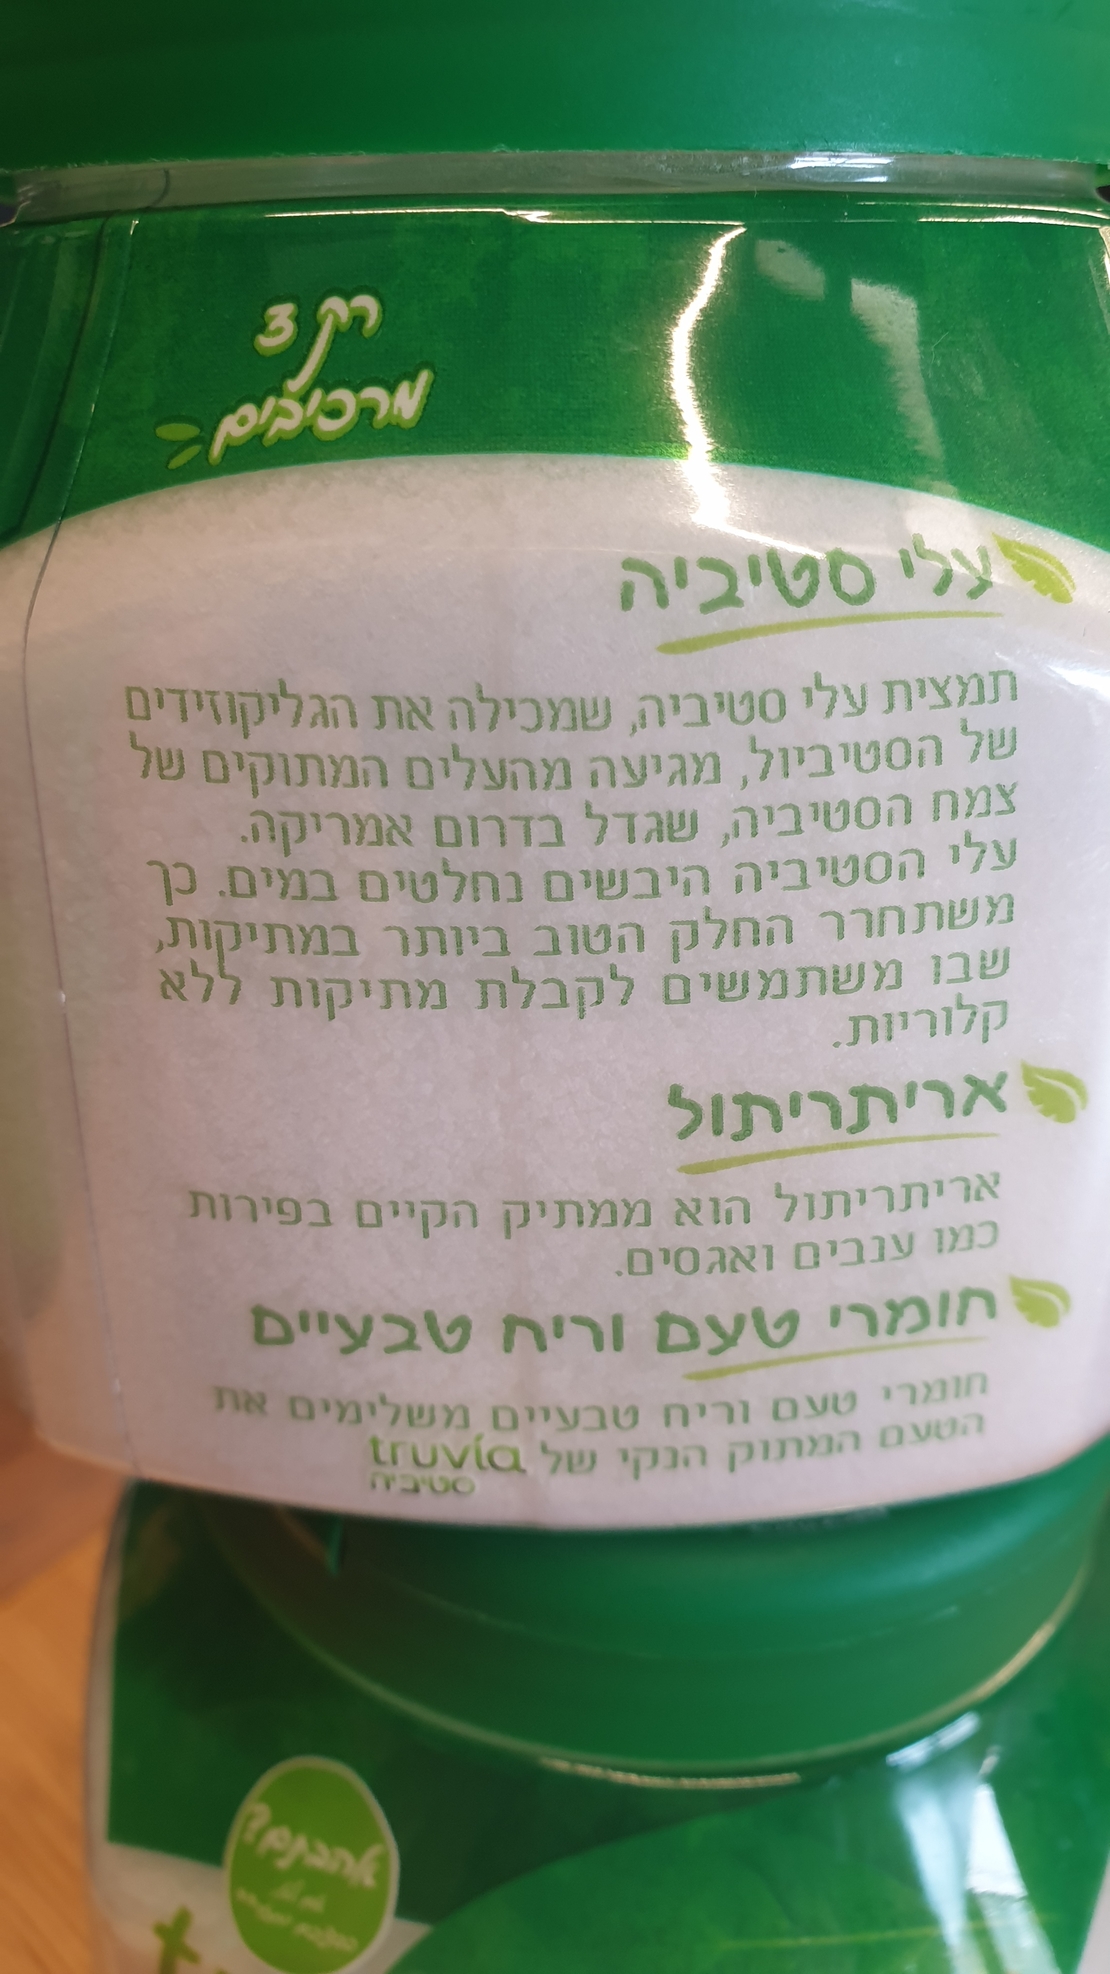 רק 3
מרכיבים
עלי סטיביה
תמצית עלי סטיביה, שמכילה את הגליקוזידים
של הסטיביול, מגיעה מהעלים המתוקים של
צמח הסטיביה, שגדל בדרום אמריקה.
עלי הסטיביה היבשים נחלטים במים. כך
משתחרר החלק הטוב ביותר במתיקות,
שבו משתמשים לקבלת מתיקות ללא
קלוריות.
אריתריתול
אריתריתול הוא ממתיק הקיים בפירות
כמו ענבים ואגסים.
חומרי טעם וריח טבעיים
חומרי טעם וריח טבעיים משלימים את
הטעם המתוק הנקי של truvía
סטיביה
אהבתם?